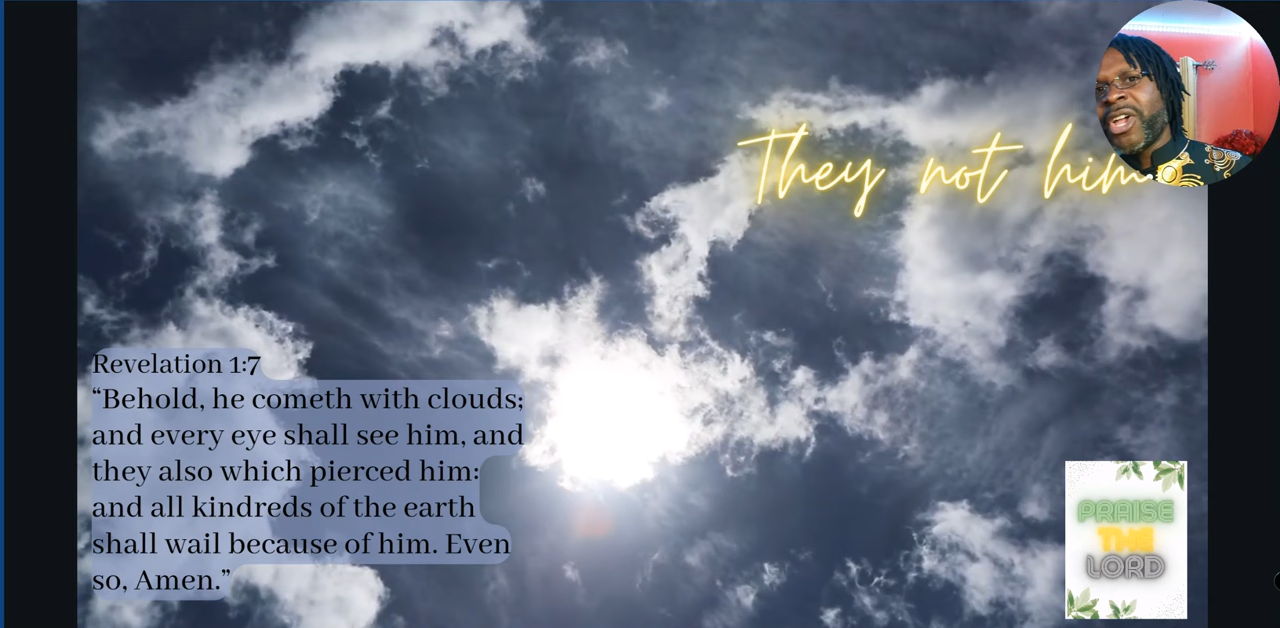 They not him
Revelation 1:7
“Behold, he cometh with clouds;
and every eye shall see him, and
they also which pierced him:
and all kindreds of the earth
shall wail because of him. Even
so, Amen.”
PRAISE
THE
LORD